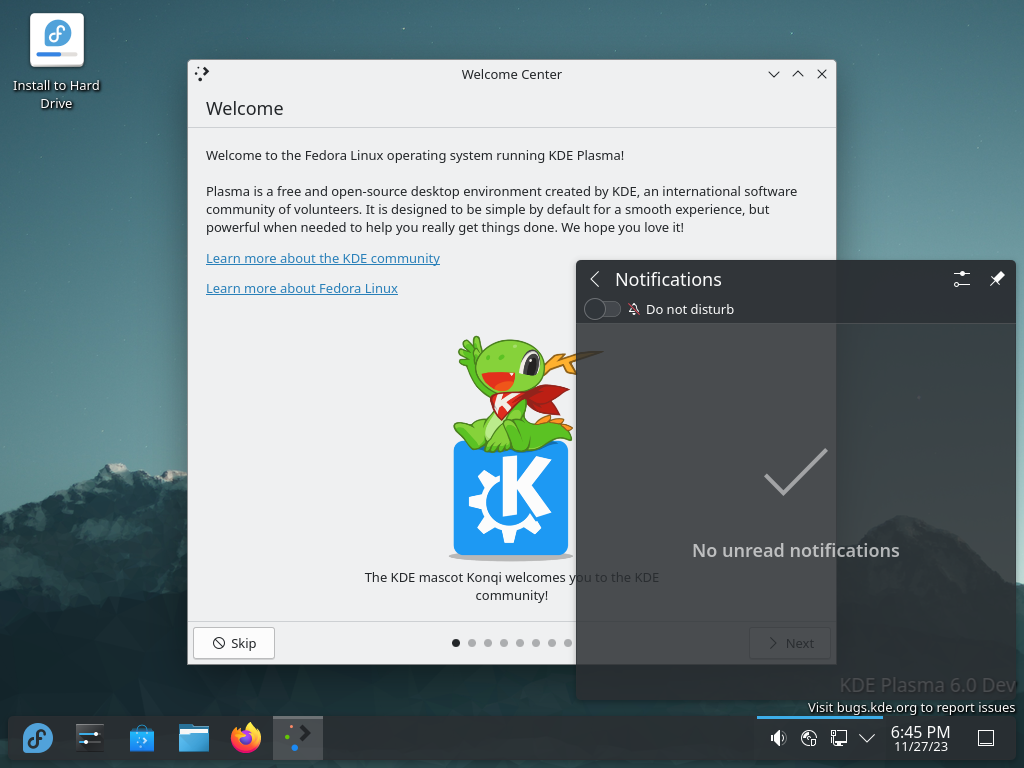 Install to Hard
Drive
Welcome Center
Welcome
Welcome to the Fedora Linux operating system running KDE Plasma!
Plasma is a free and open-source desktop environment created by KDE, an international software
community of volunteers. It is designed to be simple by default for a smooth experience, but
powerful when needed to help you really get things done. We hope you love it!
Learn more about the KDE community
Learn more about Fedora Linux
K
K
The KDE mascot Konqi welcomes you to the KDE
community!
Skip
Next
Notifications
Do not disturb
No unread notifications
KDE Plasma 6.0 Dev
Visit bugs.kde.org to report issues
6:45 PM
11/27/23